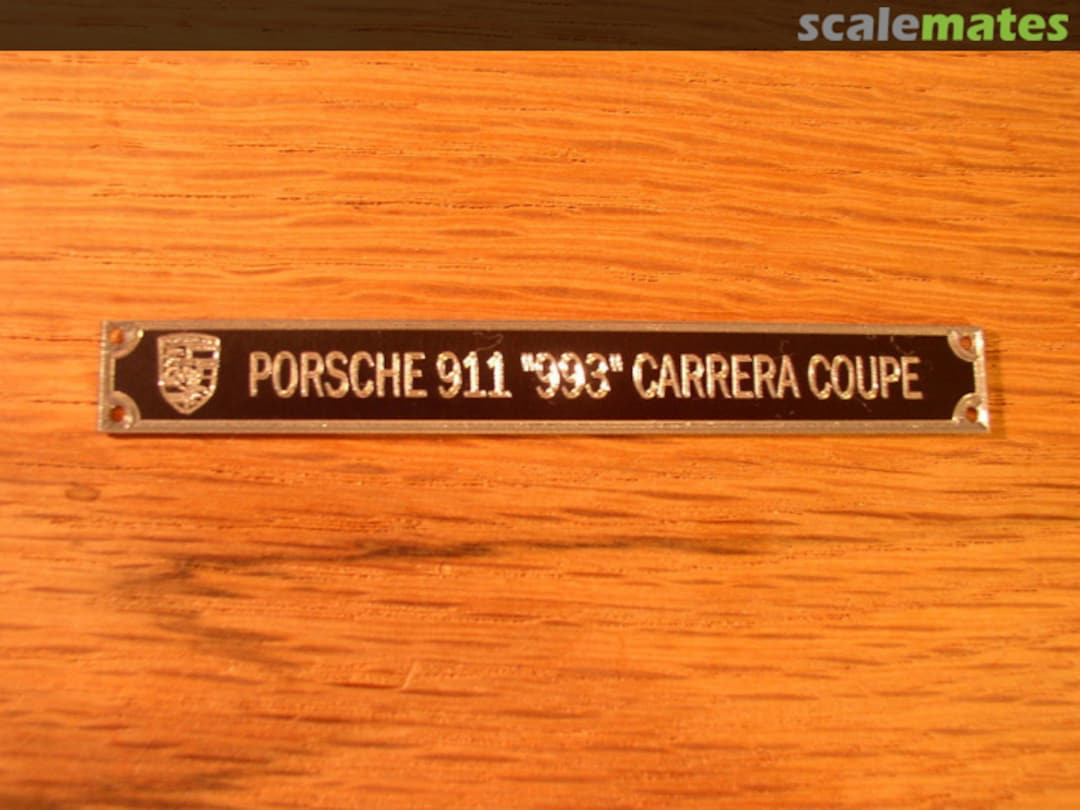 scalemates
PORSCHE 911 "993" CARRERA COUPE